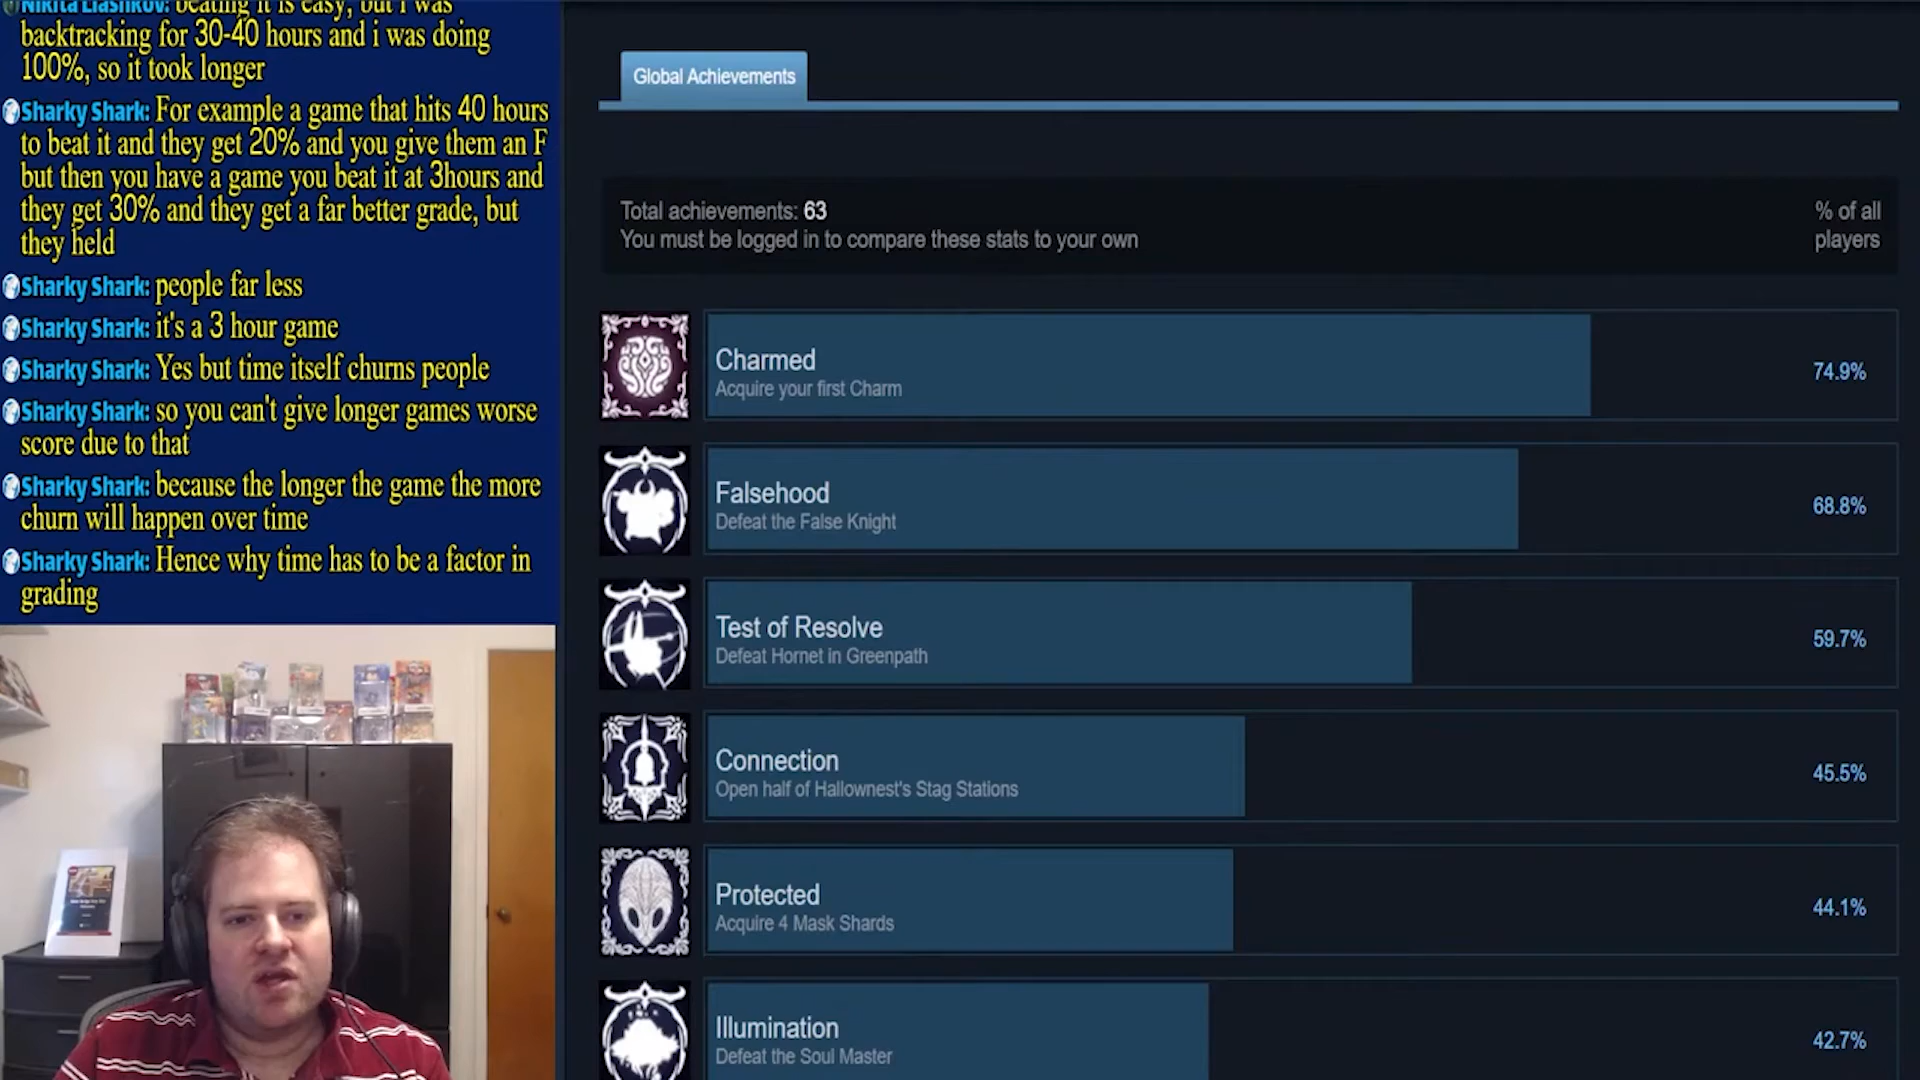 Nikita Liashkov: beating it is easy, but i was
backtracking for 30-40 hours and i was doing
100%, so it took longer
Sharky Shark: For example a game that hits 40 hours
to beat it and they get 20% and you give them an F
but then you have a game you beat it at 3hours and
they get 30% and they get a far better grade, but
they held
Sharky Shark: people far less
Sharky Shark: it's a 3 hour game
Sharky Shark: Yes but time itself churns people
Sharky Shark: so you can't give longer games worse
score due to that
Sharky Shark: because the longer the game the more
churn will happen over time
Sharky Shark: Hence why time has to be a factor in
grading
Global Achievements
Total achievements: 63
You must be logged in to compare these stats to your own
% of all
players
Charmed
Acquire your first Charm
74.9%
Falsehood
Defeat the False Knight
68.8%
Test of Resolve
Defeat Hornet in Greenpath
59.7%
Connection
Open half of Hallownest's Stag Stations
45.5%
Protected
Acquire 4 Mask Shards
44.1%
Illumination
Defeat the Soul Master
42.7%